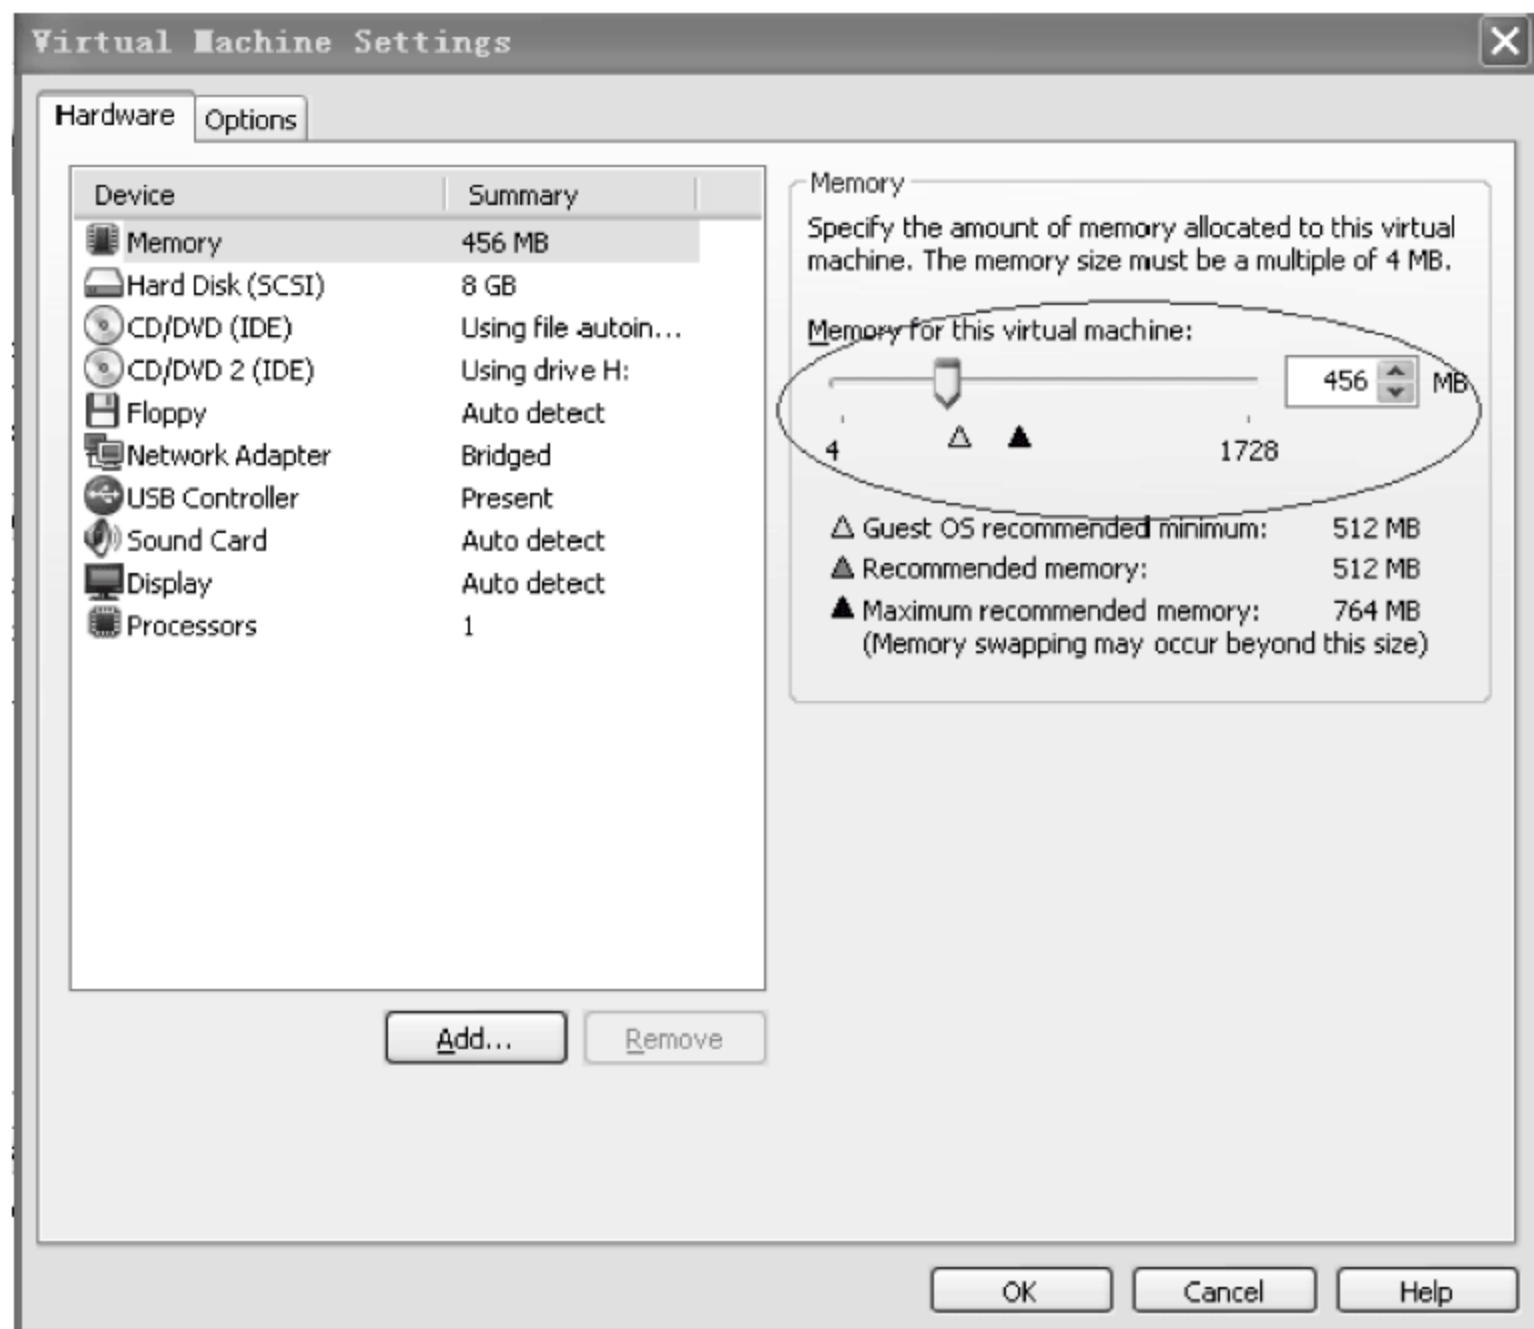 Virtual Machine Settings
Hardware
Options
Device Summary
Memory 456 MB
Hard Disk (SCSI) 8 GB
CD/DVD (IDE) Using file autoin...
CD/DVD 2 (IDE) Using drive H:
Floppy Auto detect
Network Adapter Bridged
USB Controller Present
Sound Card Auto detect
Display Auto detect
Processors 1
Add...
Remove
Memory
Specify the amount of memory allocated to this virtual
machine. The memory size must be a multiple of 4 MB.
Memory for this virtual machine:
456 MB
4 1728
Guest OS recommended minimum: 512 MB
Recommended memory: 512 MB
Maximum recommended memory: 764 MB
(Memory swapping may occur beyond this size)
OK
Cancel
Help